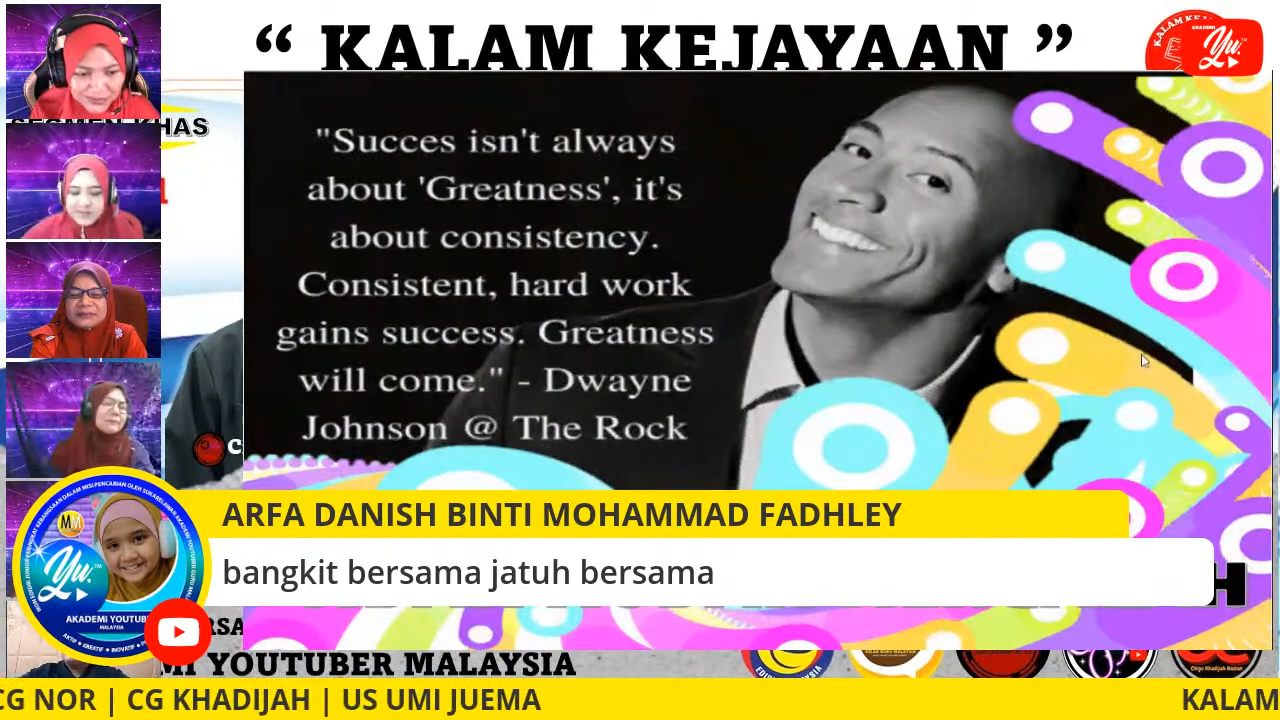 “ KALAM KEJAYAAN ”
"Succes isn't always
about 'Greatness', it's
about consistency.
Consistent, hard work
gains success. Greatness
will come." - Dwayne
Johnson @ The Rock
ARFA DANISH BINTI MOHAMMAD FADHLEY
bangkit bersama jatuh bersama
AKADEMI YOUTUBE
MALAYSIA
YOUTUBER MALAYSIA
CG NOR | CG KHADIJAH | US UMI JUEMA
KALAM